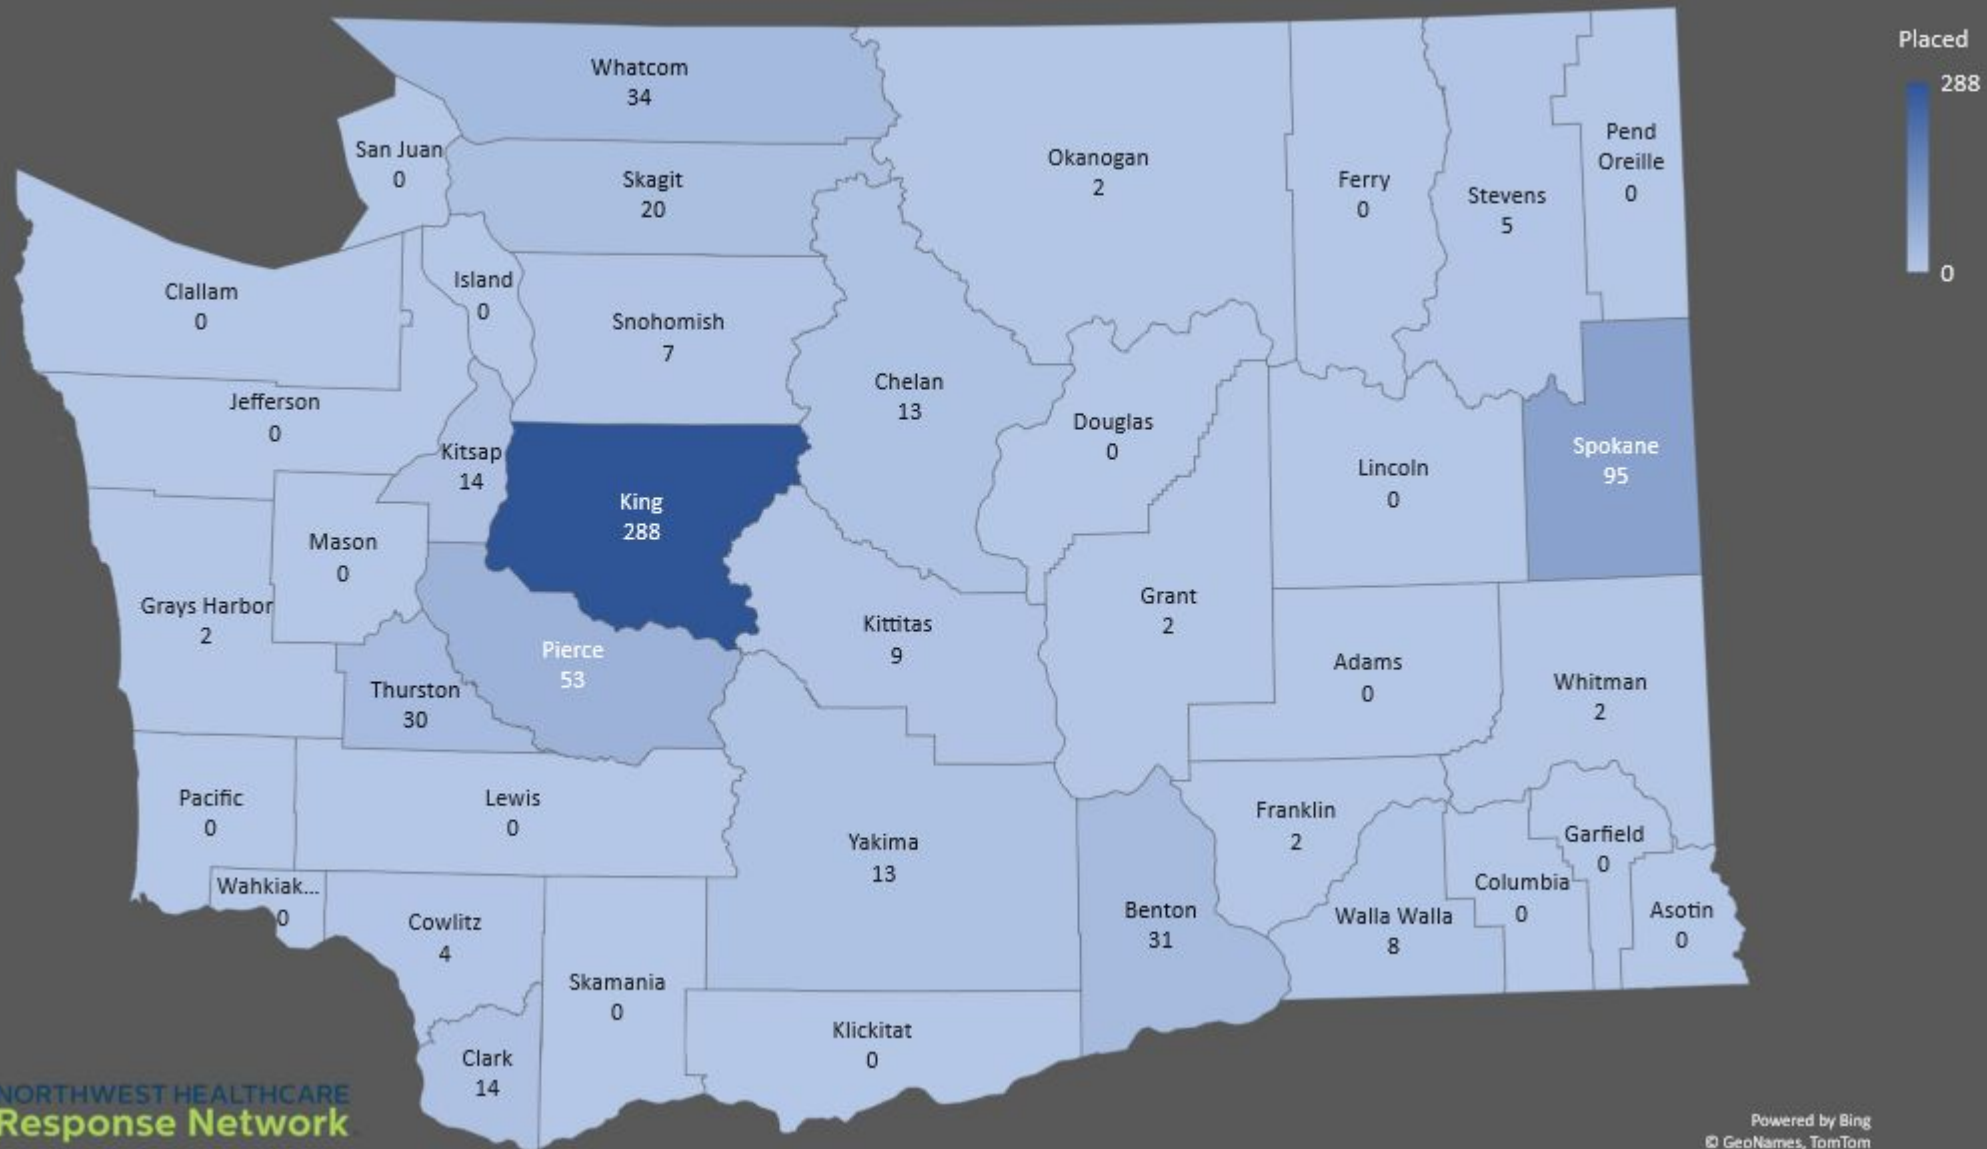 Placed
288
0
Whatcom
34
San Juan
0
Skagit
20
Okanogan
2
Ferry
0
Stevens
5
Pend
Oreille
0
Clallam
0
Island
0
Snohomish
7
Chelan
13
Douglas
0
Lincoln
0
Spokane
95
Jefferson
0
Kitsap
14
King
288
Mason
0
Grays Harbor
2
Kittitas
9
Grant
2
Adams
0
Whitman
2
Thurston
30
Pierce
53
Pacific
0
Lewis
0
Yakima
13
Franklin
2
Garfield
0
Wahkiak...
0
Cowlitz
4
Benton
31
Walla Walla
8
Columbia
0
Asotin
0
Skamania
0
Klickitat
0
Clark
14
NORTHWEST HEALTHCARE
Response Network
Powered by Bing
© GeoNames, TomTom